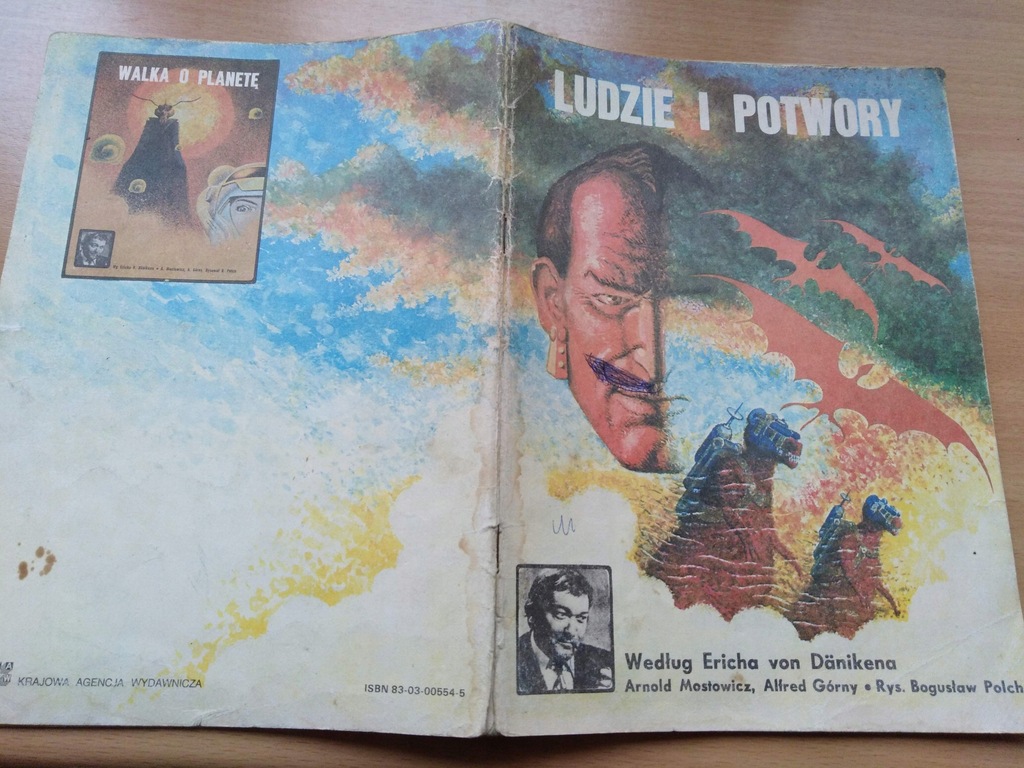 WALKA O PLANETĘ
KRAJOWA AGENCJA WYDAWNICZA
ISBN 83-03-00554-5
LUDZIE I POTWORY
Według Ericha von Dänikena
Arnold Mostowicz, Alfred Górny • Rys. Bogusław Polch